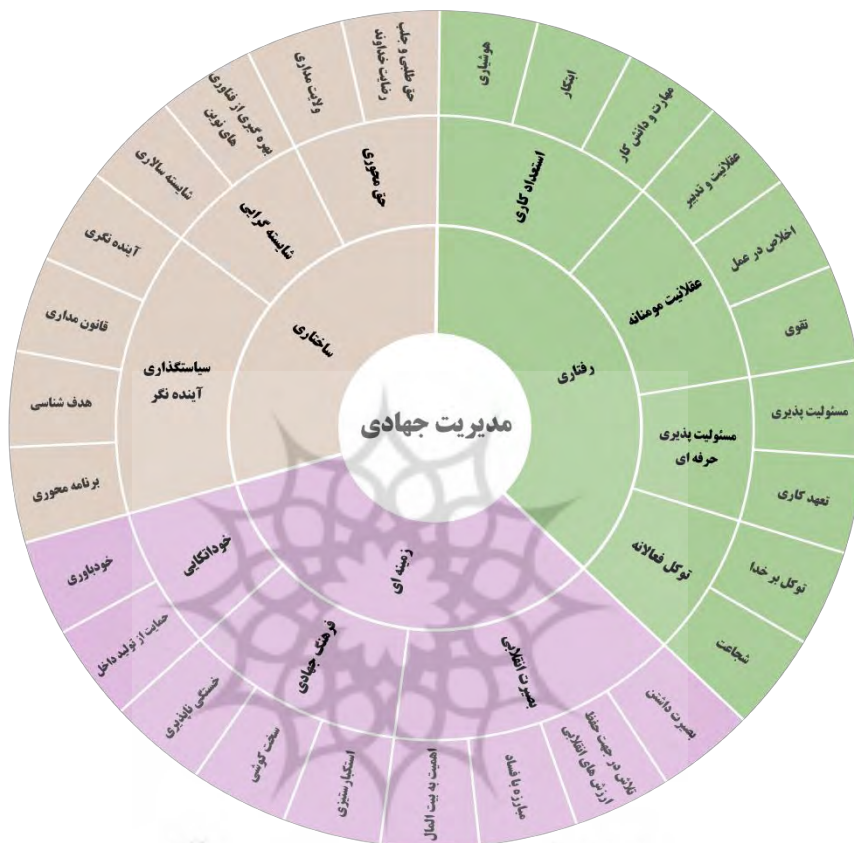 مدیریت جهادی
رفتاری
استعداد کاری
هوشیاری
ابتکار
مهارت و دانش کار
عقلانیت مومنانه
عقلانیت و تدبیر
اخلاص در عمل
تقوی
مسئولیت پذیری
حرفه ای
مسئولیت پذیری
تعهد کاری
توکل فعالانه
توکل بر خدا
شجاعت
زمینه ای
بصیرت انقلابی
بصیرت داشتن
تلاش در جهت حفظ
ارزش های انقلابی
مبارزه با فساد
اهمیت به بیت المال
فرهنگ جهادی
استکبارستیزی
سخت کوشی
خستگی ناپذیری
خوداتکایی
حمایت از تولید داخل
خودباوری
ساختاری
سیاستگذاری
آینده نگر
برنامه محوری
هدف شناسی
قانون مداری
آینده نگری
شایسته گرایی
شایسته سالاری
بهره گیری از فناوری
های نوین
حق محوری
ولایت مداری
حق طلبی و جلب
رضایت خداوند